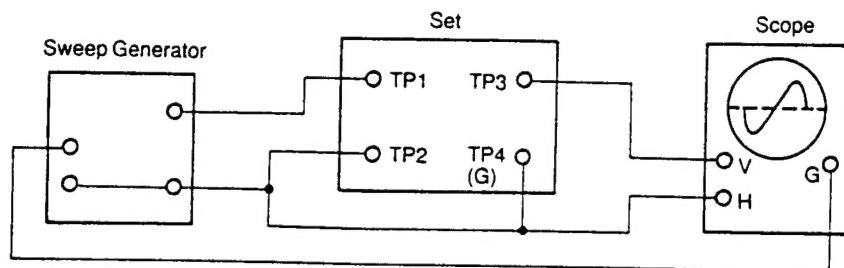 Set
Scope
Sweep Generator
TP1
TP3
TP2
TP4
(G)
V
G
H